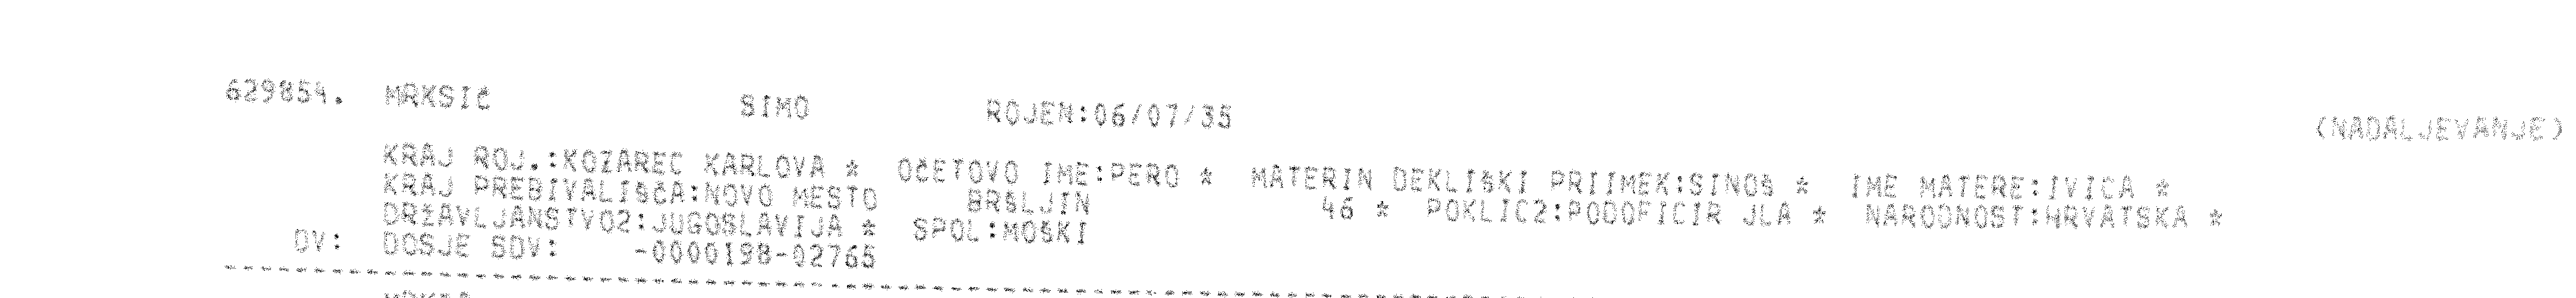 629854. MRKSIČ SIMO ROJEN:06/07/35 (NADALJEVANJE)
KRAJ ROJ.:KOZAREC KARLOVA * OČETOVO IME:PERO * MATERIN DEKLIŠKI PRIIMEK:SINOŠ * IME MATERE:IVICA *
KRAJ PREBIVALIŠČA:NOVO MESTO BRŠLJIN 46 * POKLIC2:PODOFICIR JLA * NARODNOST:HRVATSKA *
DRŽAVLJANSTVO2:JUGOSLAVIJA * SPOL:MOŠKI
DV: DOSJE SDV: -0000198-02765